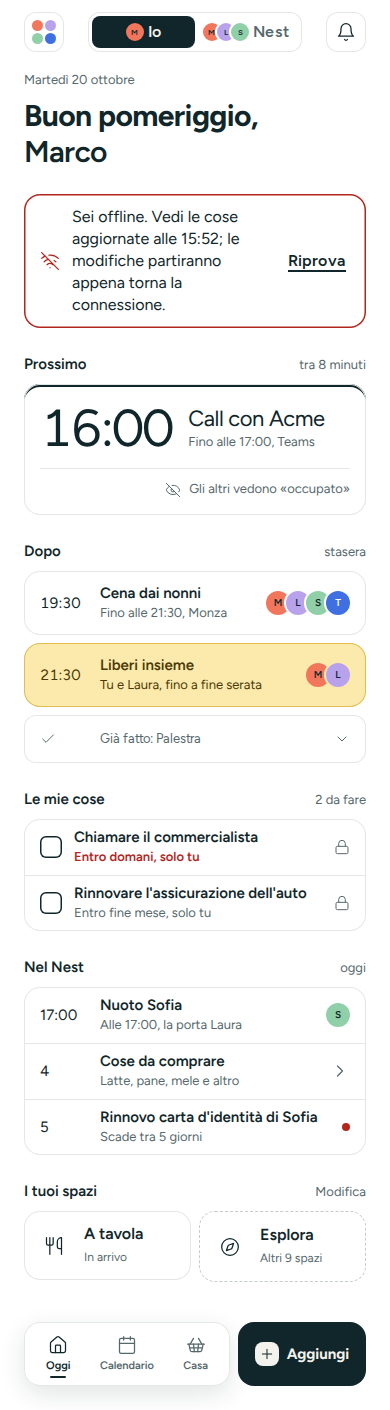 M Io M L S Nest
Martedì 20 ottobre
Buon pomeriggio,
Marco
Sei offline. Vedi le cose
aggiornate alle 15:52; le
modifiche partiranno
appena torna la
connessione.
Riprova
Prossimo tra 8 minuti
16:00 Call con Acme
Fino alle 17:00, Teams
Gli altri vedono «occupato»
Dopo stasera
19:30 Cena dai nonni M L S T
Fino alle 21:30, Monza
21:30 Liberi insieme M L
Tu e Laura, fino a fine serata
Già fatto: Palestra
Le mie cose 2 da fare
Chiamare il commercialista
Entro domani, solo tu
Rinnovare l'assicurazione dell'auto
Entro fine mese, solo tu
Nel Nest oggi
17:00 Nuoto Sofia S
Alle 17:00, la porta Laura
4 Cose da comprare
Latte, pane, mele e altro
5 Rinnovo carta d'identità di Sofia
Scade tra 5 giorni
I tuoi spazi Modifica
A tavola
In arrivo
Esplora
Altri 9 spazi
Oggi Calendario Casa
Aggiungi